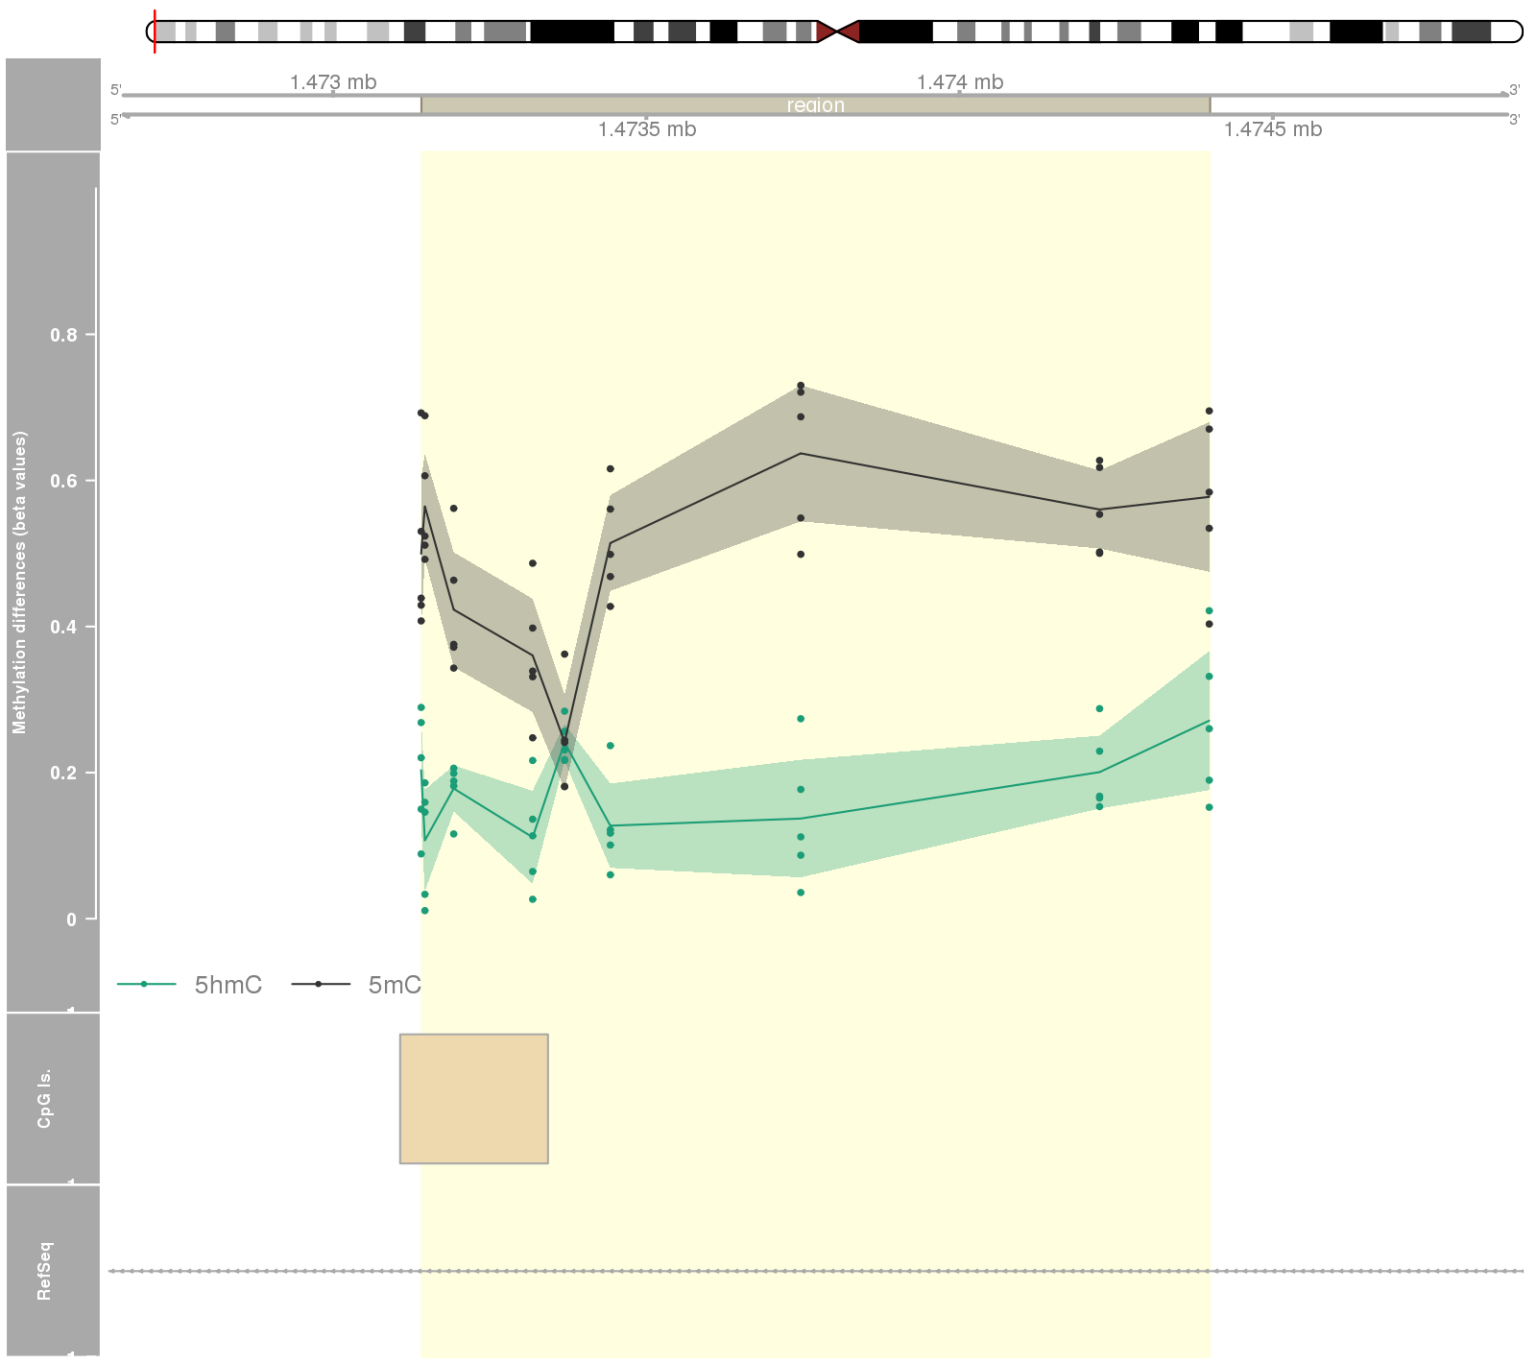 1.473 mb
1.474 mb
5'
3'
region
5'
3'
1.4735 mb
1.4745 mb
Methylation differences (beta values)
0.8
0.6
0.4
0.2
0
5hmC
5mC
CpG Is.
RefSeq